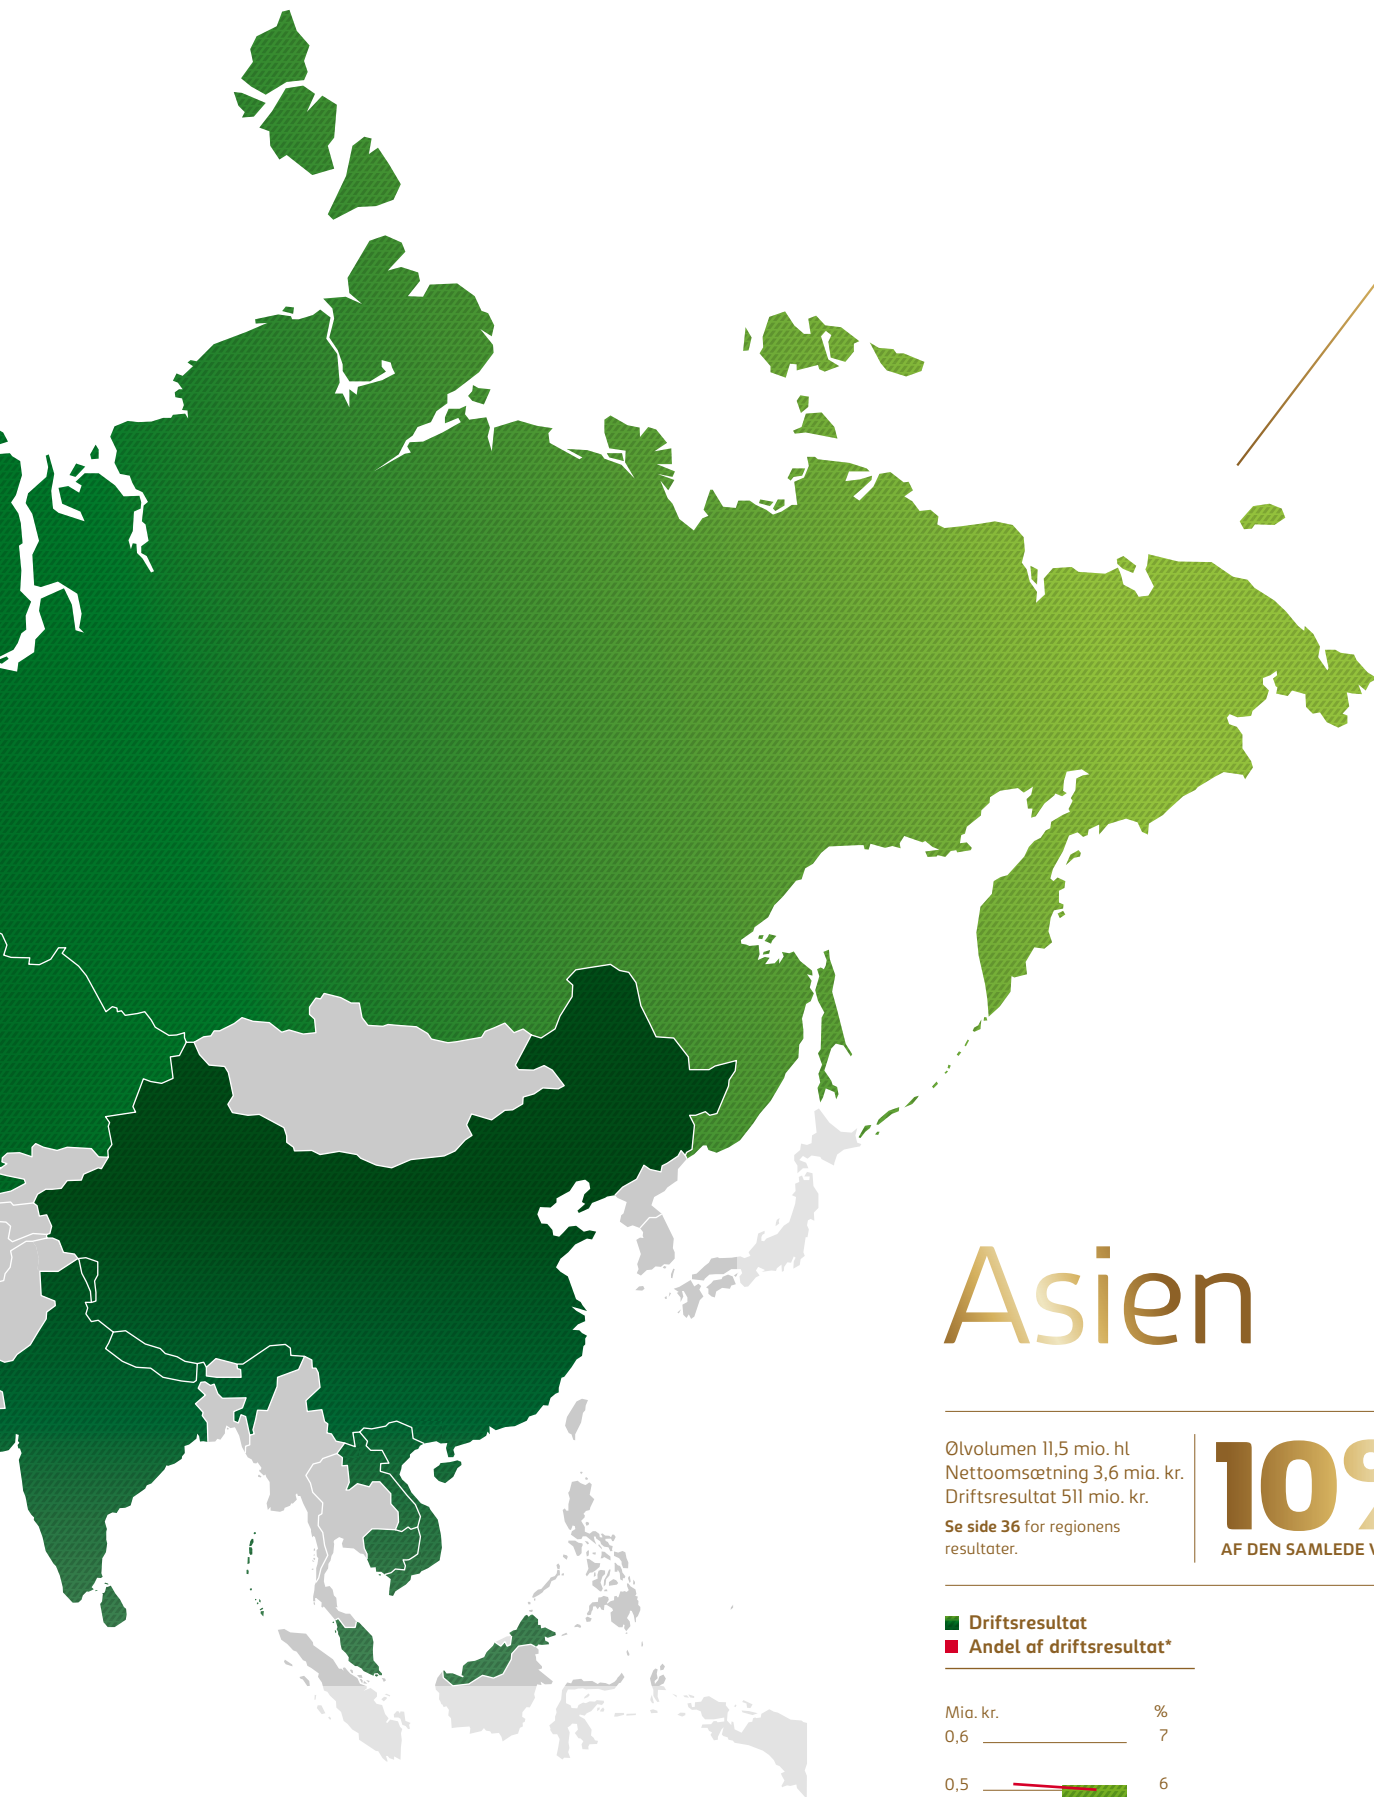 Asien
Ølvolumen 11,5 mio. hl
Nettoomsætning 3,6 mia. kr.
Driftsresultat 511 mio. kr.
Se side 36 for regionens
resultater.
10%
AF DEN SAMLEDE
Driftsresultat
Andel af driftsresultat*
Mia. kr. %
0,6 7
0,5 6